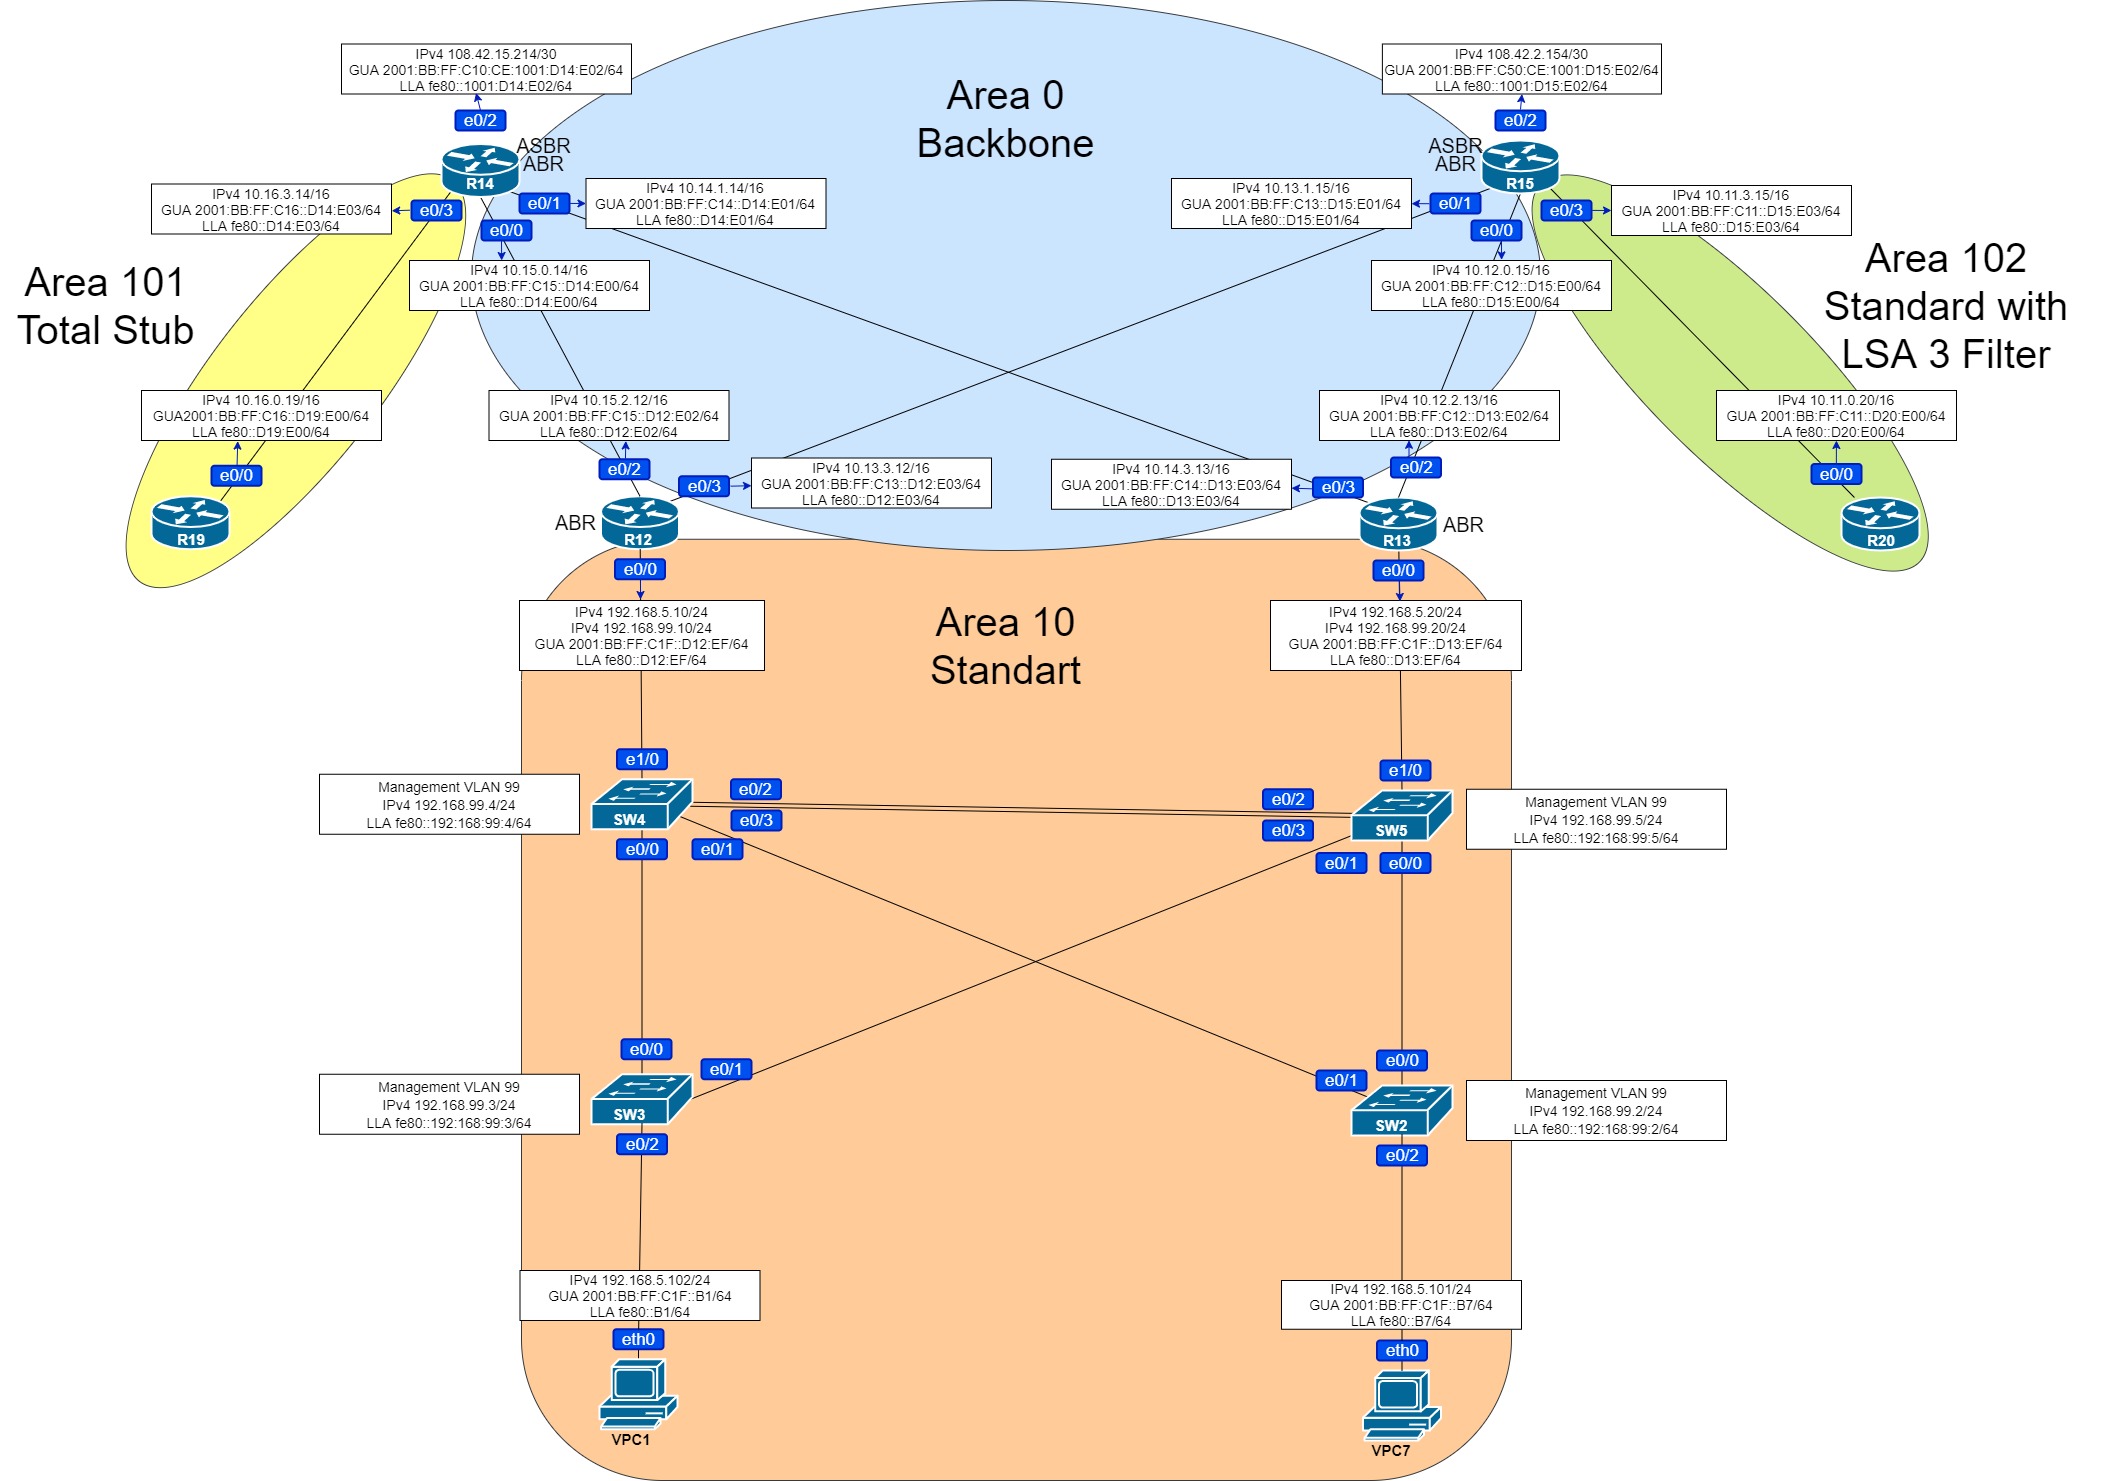 IPv4 108.42.15.214/30
GUA 2001:BB:FF:C10:CE:1001:D14:E02/64
LLA fe80::1001:D14:E02/64
e0/2
Area 0
Backbone
IPv4 108.42.2.154/30
GUA 2001:BB:FF:C50:CE:1001:D15:E02/64
LLA fe80::1001:D15:E02/64
e0/2
ASBR
ABR
R14
ASBR
ABR
R15
IPv4 10.16.3.14/16
GUA 2001:BB:FF:C16::D14:E03/64
LLA fe80::D14:E03/64
e0/3
e0/1
IPv4 10.14.1.14/16
GUA 2001:BB:FF:C14::D14:E01/64
LLA fe80::D14:E01/64
e0/0
IPv4 10.13.1.15/16
GUA 2001:BB:FF:C13::D15:E01/64
LLA fe80::D15:E01/64
e0/1
e0/0
e0/3
IPv4 10.11.3.15/16
GUA 2001:BB:FF:C11::D15:E03/64
LLA fe80::D15:E03/64
Area 101
Total Stub
IPv4 10.15.0.14/16
GUA 2001:BB:FF:C15::D14:E00/64
LLA fe80::D14:E00/64
IPv4 10.12.0.15/16
GUA 2001:BB:FF:C12::D15:E00/64
LLA fe80::D15:E00/64
Area 102
Standard with
LSA 3 Filter
IPv4 10.16.0.19/16
GUA2001:BB:FF:C16::D19:E00/64
LLA fe80::D19:E00/64
e0/0
R19
IPv4 10.15.2.12/16
GUA 2001:BB:FF:C15::D12:E02/64
LLA fe80::D12:E02/64
e0/2
e0/3
IPv4 10.13.3.12/16
GUA 2001:BB:FF:C13::D12:E03/64
LLA fe80::D12:E03/64
ABR
R12
IPv4 10.12.2.13/16
GUA 2001:BB:FF:C12::D13:E02/64
LLA fe80::D13:E02/64
e0/2
IPv4 10.14.3.13/16
GUA 2001:BB:FF:C14::D13:E03/64
LLA fe80::D13:E03/64
e0/3
R13
ABR
IPv4 10.11.0.20/16
GUA 2001:BB:FF:C11::D20:E00/64
LLA fe80::D20:E00/64
e0/0
R20
e0/0
IPv4 192.168.5.10/24
IPv4 192.168.99.10/24
GUA 2001:BB:FF:C1F::D12:EF/64
LLA fe80::D12:EF/64
Area 10
Standart
e0/0
IPv4 192.168.5.20/24
IPv4 192.168.99.20/24
GUA 2001:BB:FF:C1F::D13:EF/64
LLA fe80::D13:EF/64
e1/0
Management VLAN 99
IPv4 192.168.99.4/24
LLA fe80::192:168:99:4/64
SW4
e0/2
e0/3
e0/0
e0/1
e1/0
e0/2
e0/3
SW5
e0/1
e0/0
Management VLAN 99
IPv4 192.168.99.5/24
LLA fe80::192:168:99:5/64
e0/0
e0/1
Management VLAN 99
IPv4 192.168.99.3/24
LLA fe80::192:168:99:3/64
SW3
e0/2
e0/0
e0/1
SW2
e0/2
Management VLAN 99
IPv4 192.168.99.2/24
LLA fe80::192:168:99:2/64
IPv4 192.168.5.102/24
GUA 2001:BB:FF:C1F::B1/64
LLA fe80::B1/64
eth0
VPC1
IPv4 192.168.5.101/24
GUA 2001:BB:FF:C1F::B7/64
LLA fe80::B7/64
eth0
VPC7